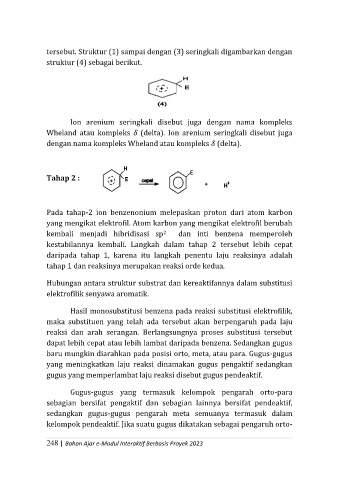 tersebut. Struktur (1) sampai dengan (3) seringkali digambarkan dengan
struktur (4) sebagai berikut.
H
E
+
(4)
Ion arenium seringkali disebut juga dengan nama kompleks
Wheland atau kompleks δ (delta). Ion arenium seringkali disebut juga
dengan nama kompleks Wheland atau kompleks δ (delta).
Tahap 2 :
H
+ E
cepat
E
+ H+
Pada tahap-2 ion benzenonium melepaskan proton dari atom karbon
yang mengikat elektrofil. Atom karbon yang mengikat elektrofil berubah
kembali menjadi hibridisasi sp² dan inti benzena memperoleh
kestabilannya kembali. Langkah dalam tahap 2 tersebut lebih cepat
daripada tahap 1, karena itu langkah penentu laju reaksinya adalah
tahap 1 dan reaksinya merupakan reaksi orde kedua.
Hubungan antara struktur substrat dan kereaktifannya dalam substitusi
elektrofilik senyawa aromatik.
Hasil monosubstitusi benzena pada reaksi substitusi elektrofilik,
maka substituen yang telah ada tersebut akan berpengaruh pada laju
reaksi dan arah serangan. Berlangsungnya proses substitusi tersebut
dapat lebih cepat atau lebih lambat daripada benzena. Sedangkan gugus
baru mungkin diarahkan pada posisi orto, meta, atau para. Gugus-gugus
yang meningkatkan laju reaksi dinamakan gugus pengaktif sedangkan
gugus yang memperlambat laju reaksi disebut gugus pendeaktif.
Gugus-gugus yang termasuk kelompok pengarah orto-para
sebagian bersifat pengaktif dan sebagian lainnya bersifat pendeaktif,
sedangkan gugus-gugus pengarah meta semuanya termasuk dalam
kelompok pendeaktif. Jika suatu gugus dikatakan sebagai pengaruh orto-
248 | Bahan Ajar e-Modul Interaktif Berbasis Proyek 2023